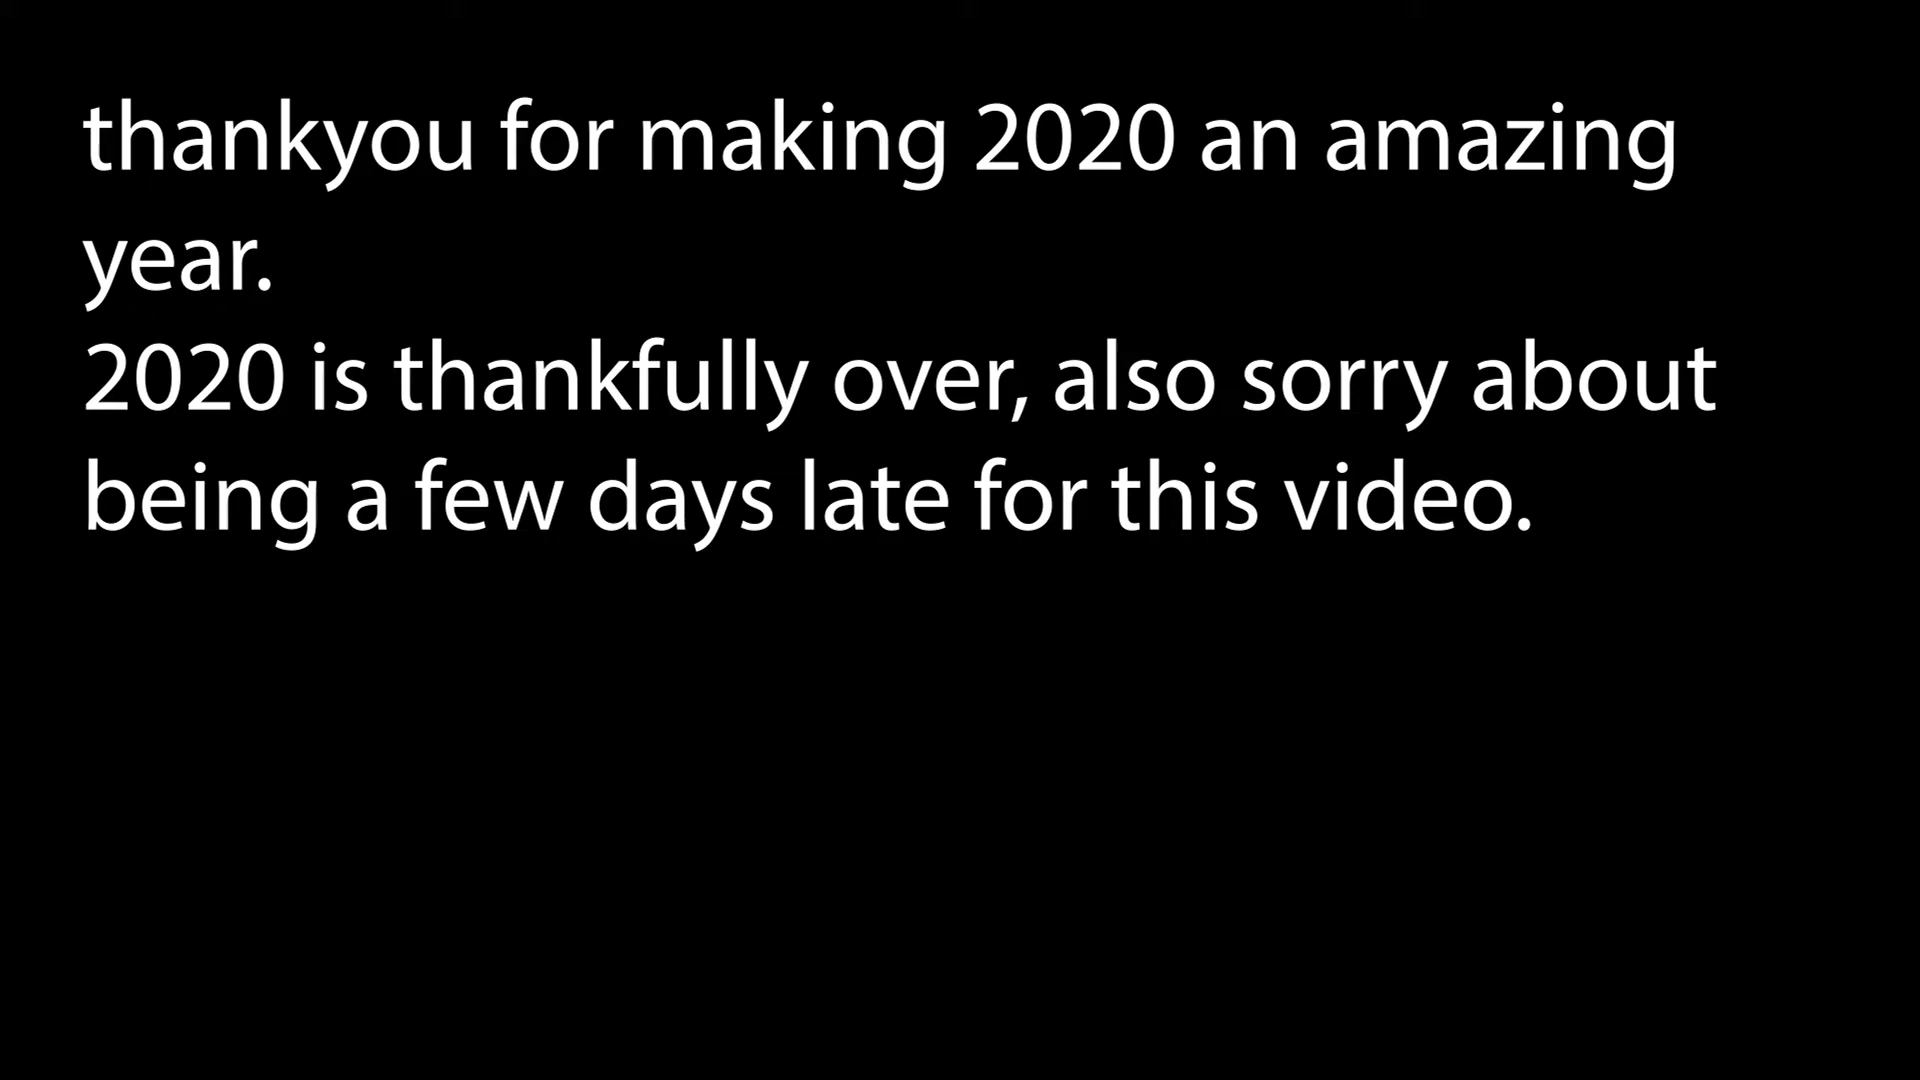 thankyou for making 2020 an amazing
year.
2020 is thankfully over, also sorry about
being a few days late for this video.